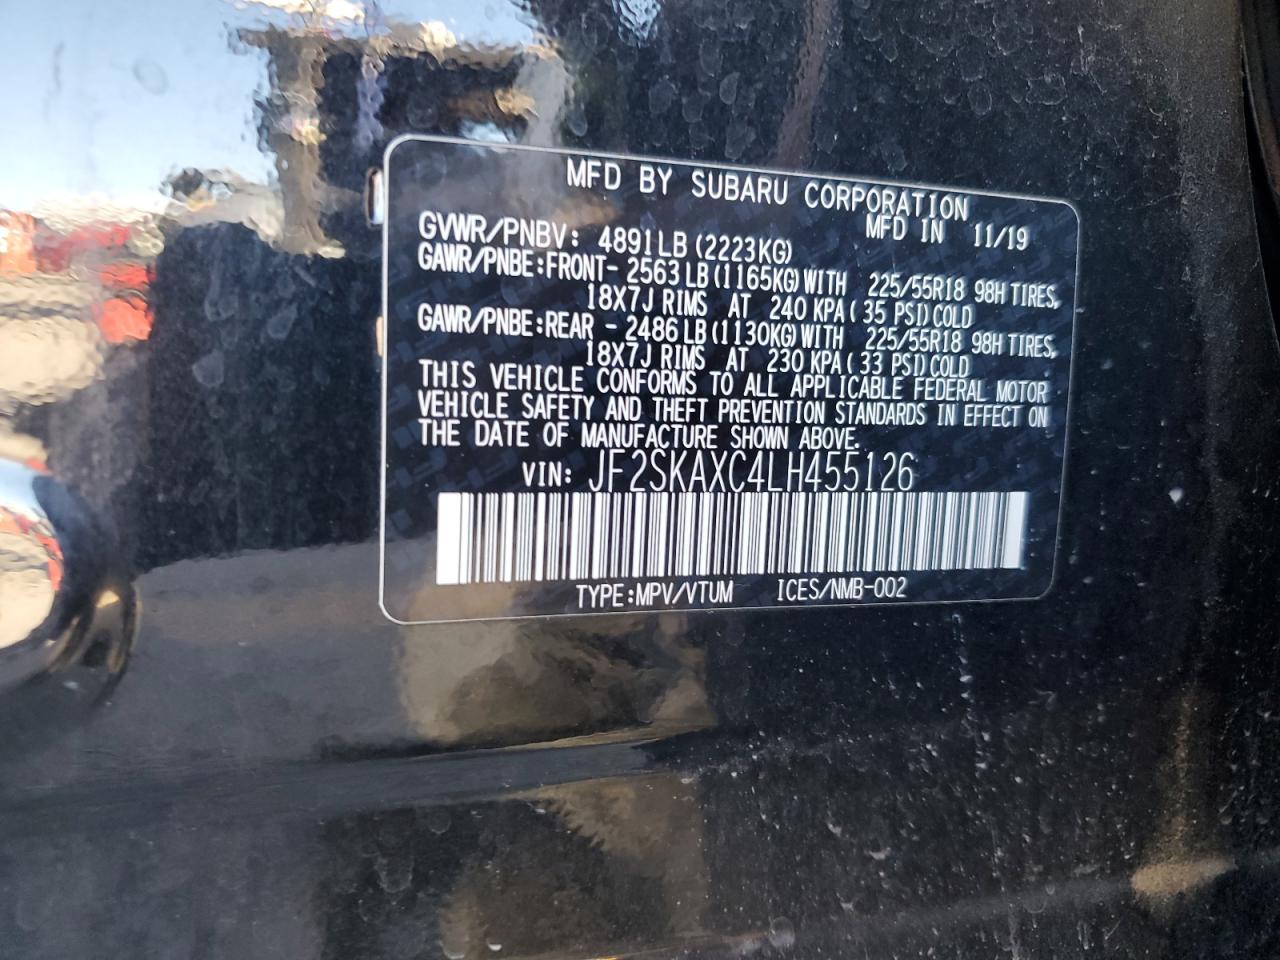 MFD BY SUBARU CORPORATION
GVWR/PNBV: 4891LB (2223KG) MFD IN 11/19
GAWR/PNBE:FRONT- 2563LB (1165KG) WITH 225/55R18 98H TIRES,
18X7J RIMS AT 240 KPA( 35 PSI) COLD
GAWR/PNBE:REAR - 2486LB (1130KG) WITH 225/55R18 98H TIRES,
18X7J RIMS AT 230 KPA( 33 PSI) COLD
THIS VEHICLE CONFORMS TO ALL APPLICABLE FEDERAL MOTOR
VEHICLE SAFETY AND THEFT PREVENTION STANDARDS IN EFFECT ON
THE DATE OF MANUFACTURE SHOWN ABOVE.
VIN: JF2SKAXC4LH455126
TYPE:MPV/VTUM ICES/NMB-002